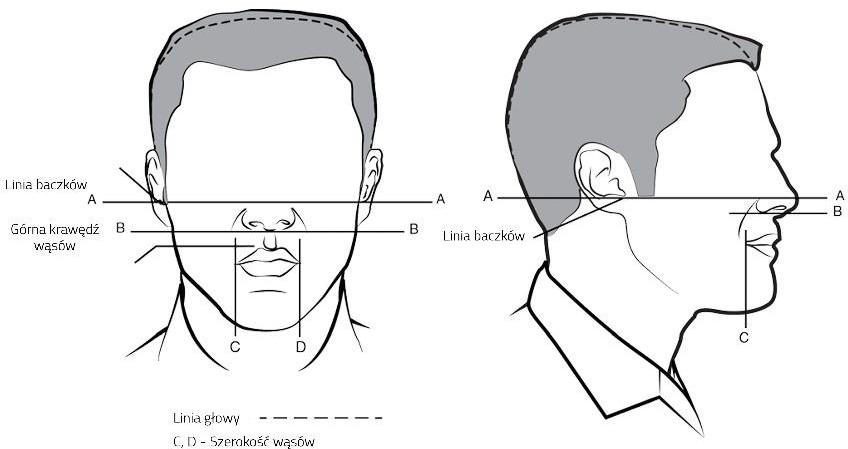 Linia baczków
A
A
Górna krawędź
wąsów
B
B
C
D
A
A
B
Linia baczków
C
Linia głowy
C, D - Szerokość wąsów